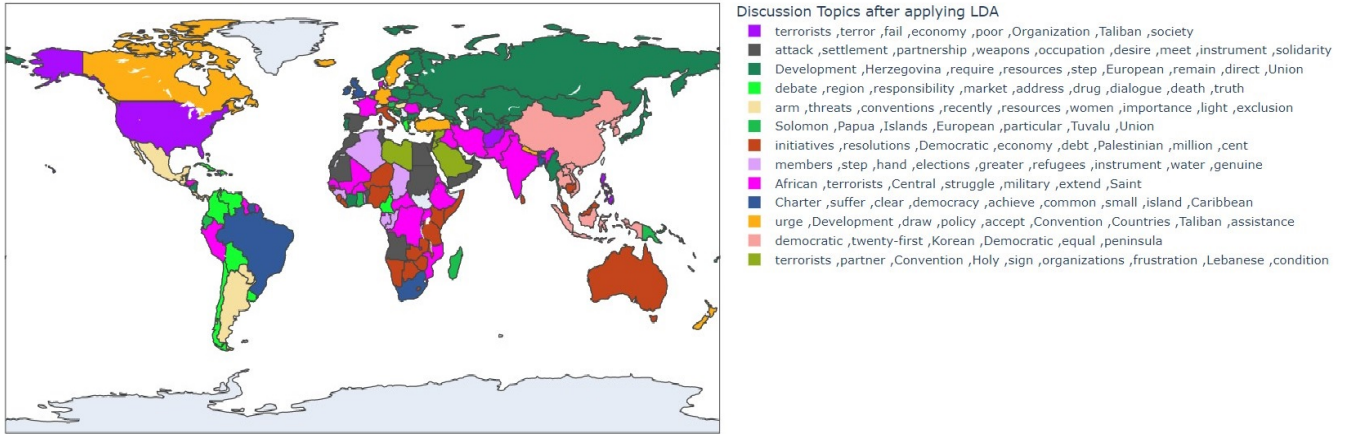 Discussion Topics after applying LDA
terrorists ,terror ,fail ,economy ,poor ,Organization ,Taliban ,society
attack ,settlement ,partnership ,weapons ,occupation ,desire ,meet ,instrument ,solidarity
Development ,Herzegovina ,require ,resources ,step ,European ,remain ,direct ,Union
debate ,region ,responsibility ,market ,address ,drug ,dialogue ,death ,truth
arm ,threats ,conventions ,recently ,resources ,women ,importance ,light ,exclusion
Solomon ,Papua ,Islands ,European ,particular ,Tuvalu ,Union
initiatives ,resolutions ,Democratic ,economy ,debt ,Palestinian ,million ,cent
members ,step ,hand ,elections ,greater ,refugees ,instrument ,water ,genuine
African ,terrorists ,Central ,struggle ,military ,extend ,Saint
Charter ,suffer ,clear ,democracy ,achieve ,common ,small ,island ,Caribbean
urge ,Development ,draw ,policy ,accept ,Convention ,Countries ,Taliban ,assistance
democratic ,twenty-first ,Korean ,Democratic ,equal ,peninsula
terrorists ,partner ,Convention ,Holy ,sign ,organizations ,frustration ,Lebanese ,condition